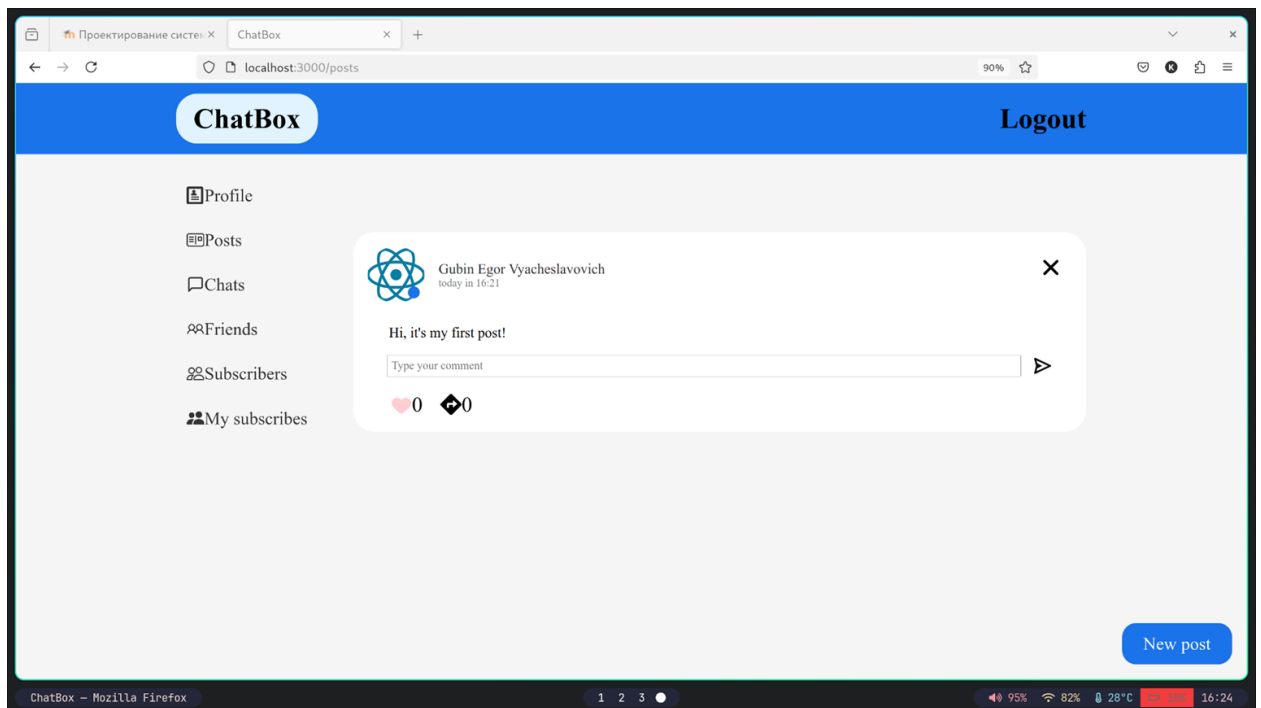 Проектирование систе
ChatBox
localhost:3000/posts
90%
K
ChatBox
Logout
Profile
Posts
Chats
Friends
Subscribers
My subscribes
Gubin Egor Vyacheslavovich
today in 16:21
Hi, it's my first post!
Type your comment
0 0
New post
ChatBox — Mozilla Firefox
1 2 3
95% 82% 28°C 16:24